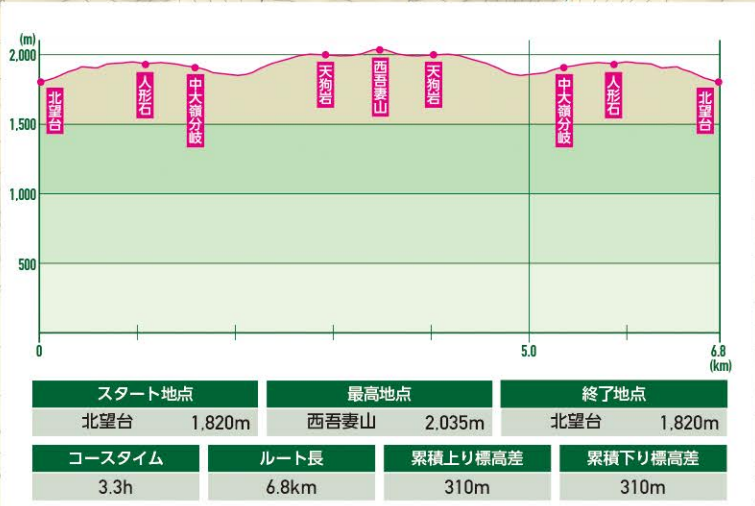 (m)
2,000
1,500
1,000
500
北望台
人形石
中大嶺分岐
天狗岩
西吾妻山
天狗岩
中大嶺分岐
人形石
北望台
0
5.0
6.8
(km)
スタート地点 最高地点 終了地点
北望台 1,820m 西吾妻山 2,035m 北望台 1,820m
コースタイム ルート長 累積上り標高差 累積下り標高差
3.3h 6.8km 310m 310m